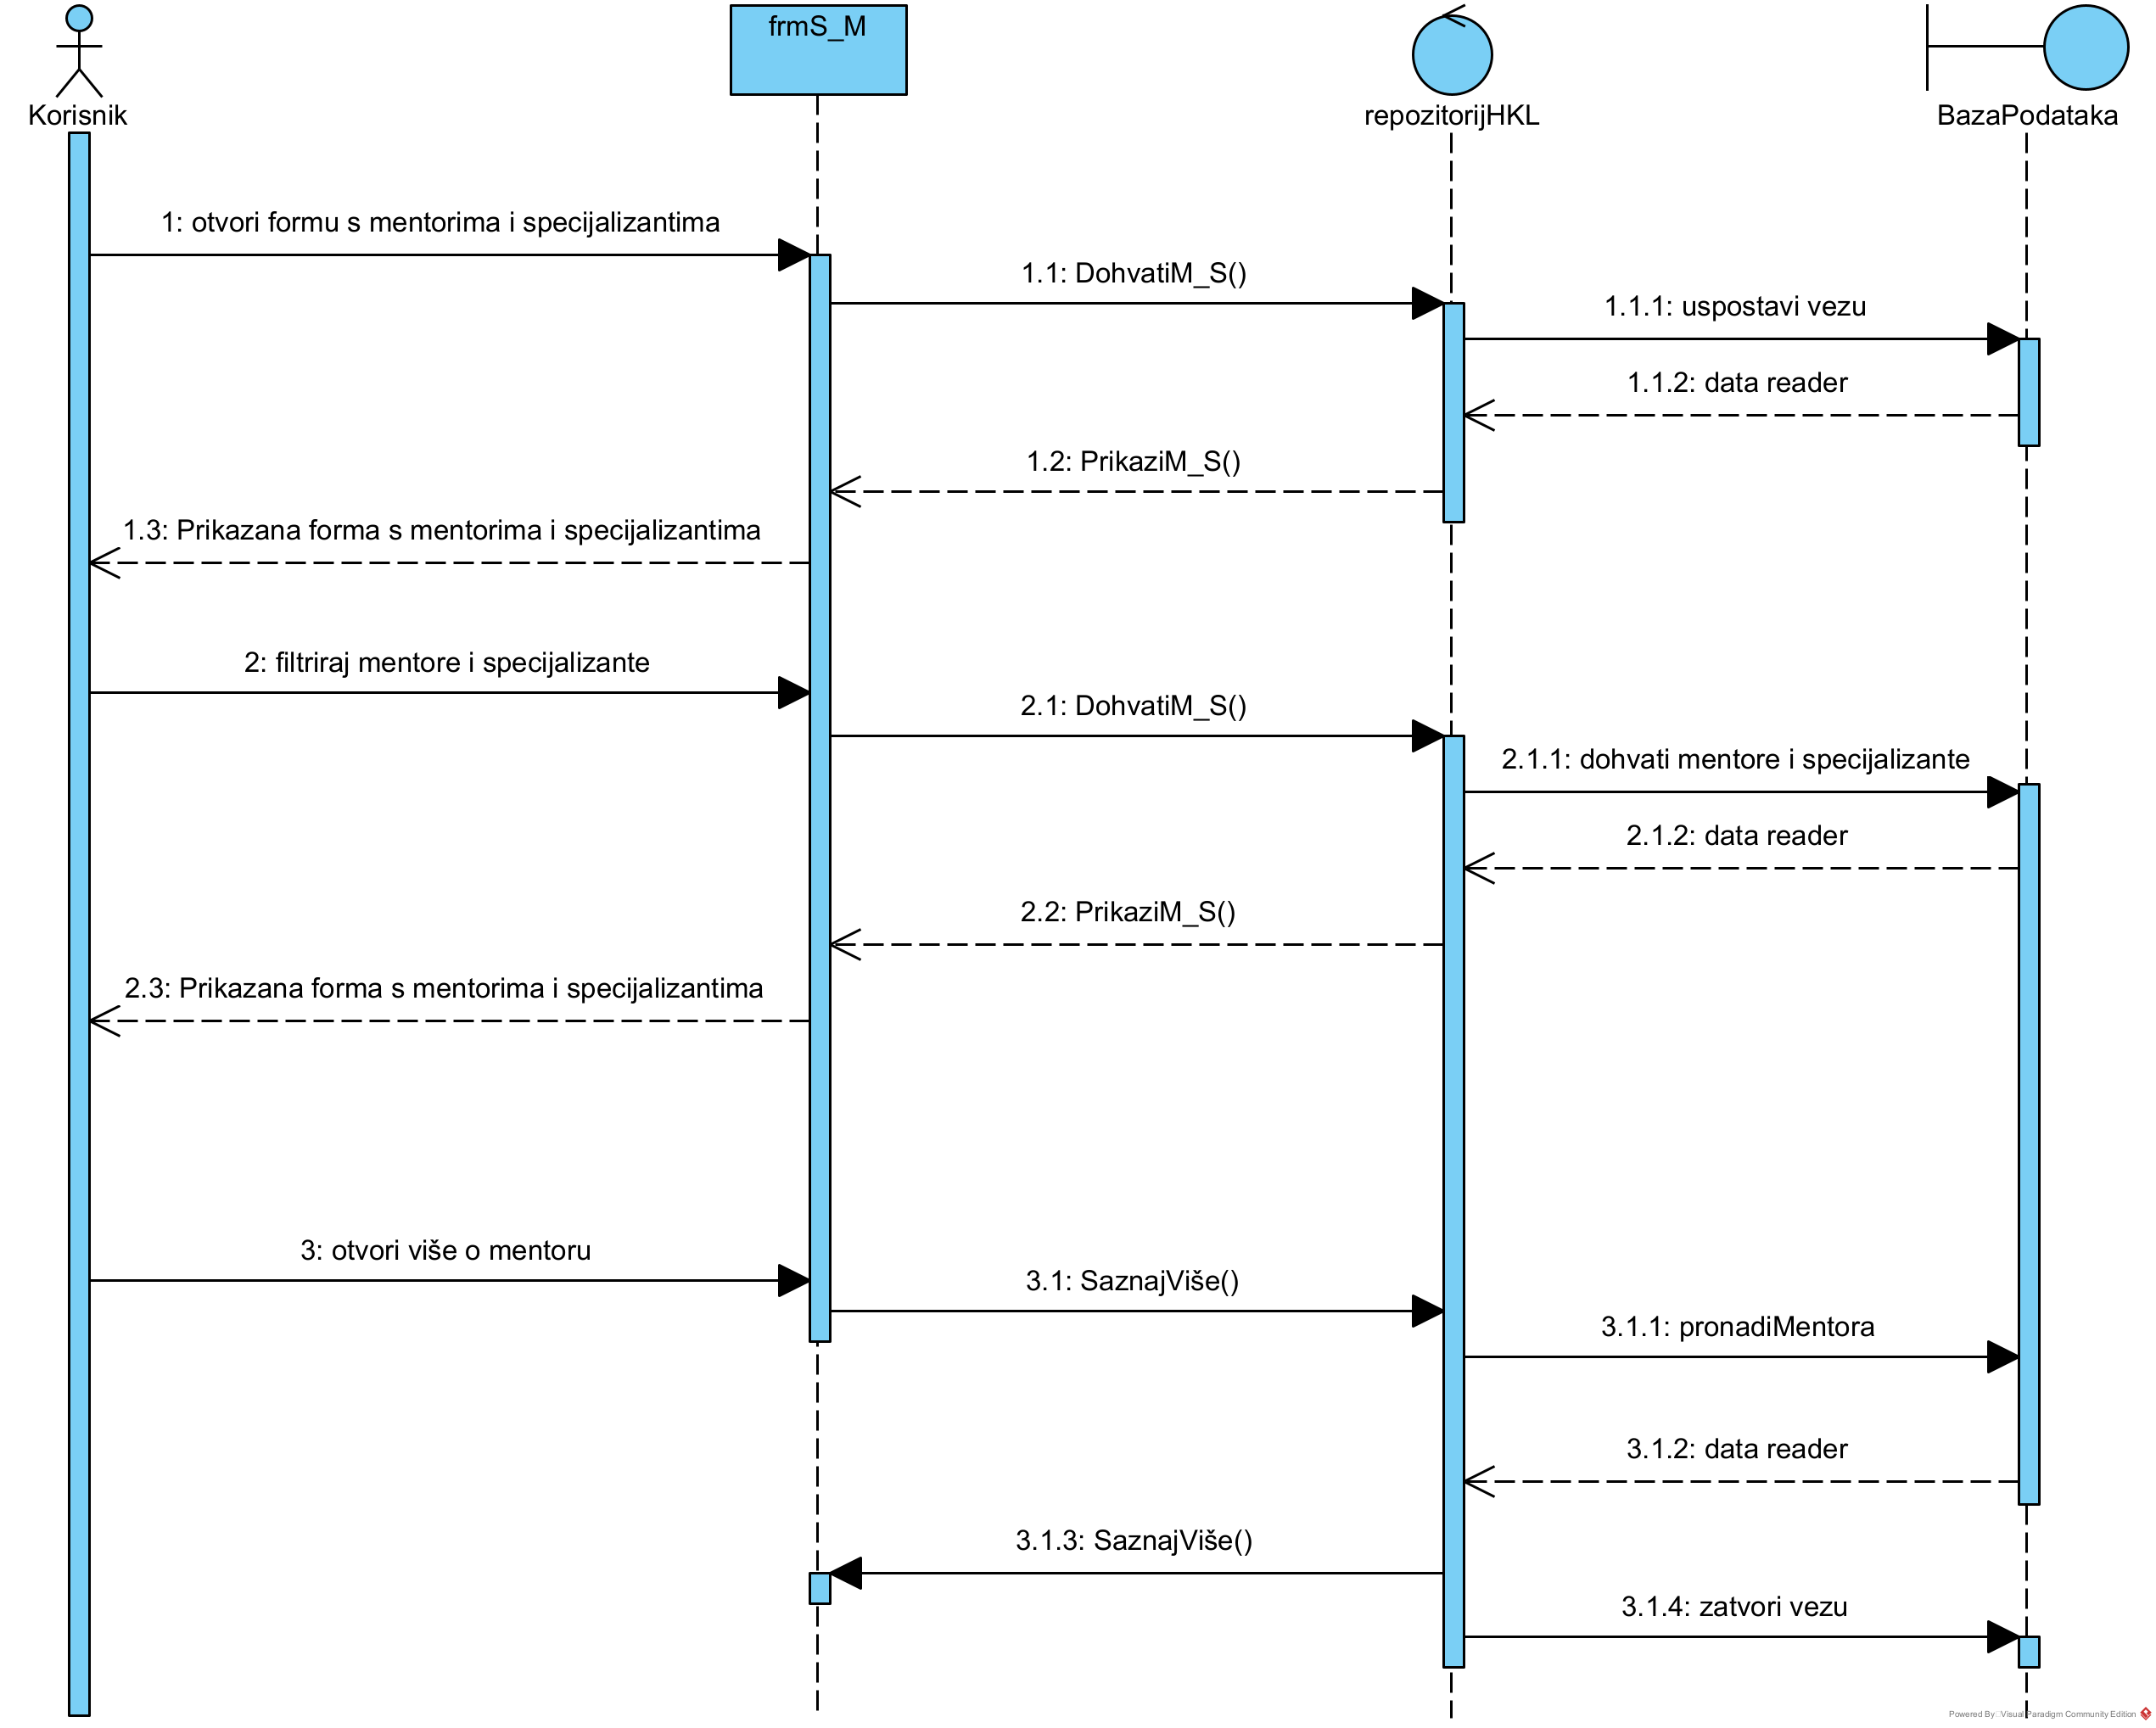 frmS_M
Korisnik
repozitorijHKL
BazaPodataka
1: otvori formu s mentorima i specijalizantima
1.1: DohvatiM_S()
1.1.1: uspostavi vezu
1.1.2: data reader
1.2: PrikaziM_S()
1.3: Prikazana forma s mentorima i specijalizantima
2: filtriraj mentore i specijalizante
2.1: DohvatiM_S()
2.1.1: dohvati mentore i specijalizante
2.1.2: data reader
2.2: PrikaziM_S()
2.3: Prikazana forma s mentorima i specijalizantima
3: otvori više o mentoru
3.1: SaznajViše()
3.1.1: pronadiMentora
3.1.2: data reader
3.1.3: SaznajViše()
3.1.4: zatvori vezu
Powered By Visual Paradigm Community Edition